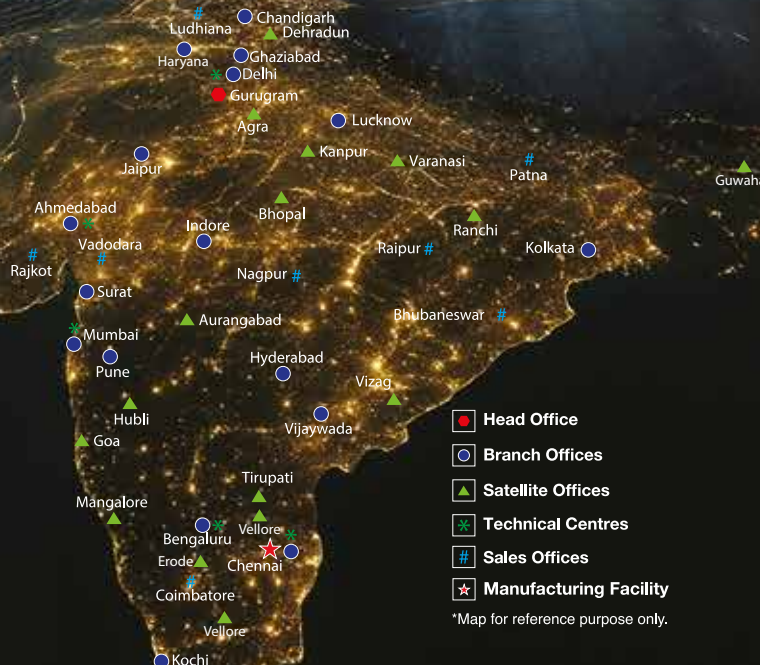 Ludhiana
Chandigarh
Dehradun
Haryana
Ghaziabad
Delhi
Gurugram
Agra
Lucknow
Jaipur
Kanpur
Varanasi
Patna
Ahmedabad
Bhopal
Ranchi
Vadodara
Indore
Raipur
Kolkata
Rajkot
Nagpur
Surat
Aurangabad
Bhubaneswar
Mumbai
Pune
Hyderabad
Vizag
Hubli
Vijaywada
Goa
Tirupati
Mangalore
Vellore
Bengaluru
Erode
Chennai
Coimbatore
Vellore
Kochi
Head Office
Branch Offices
Satellite Offices
# Technical Centres
# Sales Offices
Manufacturing Facility
*Map for reference purpose only.